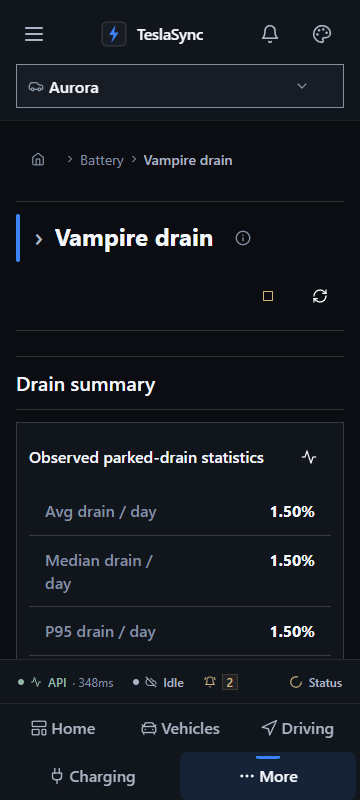 TeslaSync
Aurora
Battery
Vampire drain
Vampire drain
Drain summary
Observed parked-drain statistics
Avg drain / day
1.50%
Median drain /
day
1.50%
P95 drain / day
1.50%
API · 348ms
Idle
2
Status
Home
Vehicles
Driving
Charging
More